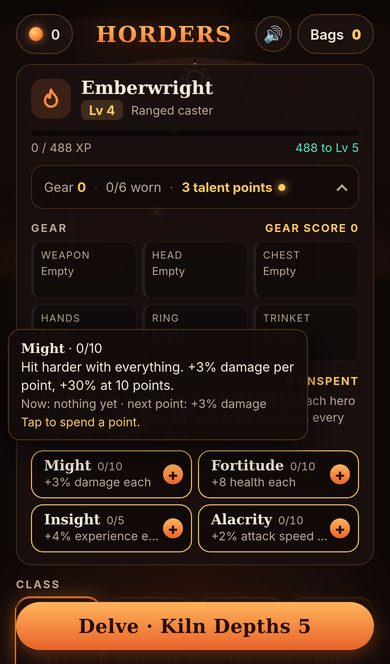 0
HORDERS
Bags 0
Emberwright
Lv 4 Ranged caster
0 / 488 XP
488 to Lv 5
Gear 0 · 0/6 worn · 3 talent points
GEAR
GEAR SCORE 0
WEAPON
Empty
HEAD
Empty
CHEST
Empty
HANDS
RING
TRINKET
Might · 0/10
Hit harder with everything. +3% damage per
point, +30% at 10 points.
Now: nothing yet · next point: +3% damage
Tap to spend a point.
UNSPENT
each hero
every
Might 0/10
+3% damage each
+
Fortitude 0/10
+8 health each
+
Insight 0/5
+4% experience e...
+
Alacrity 0/10
+2% attack speed ...
+
CLASS
Delve · Kiln Depths 5